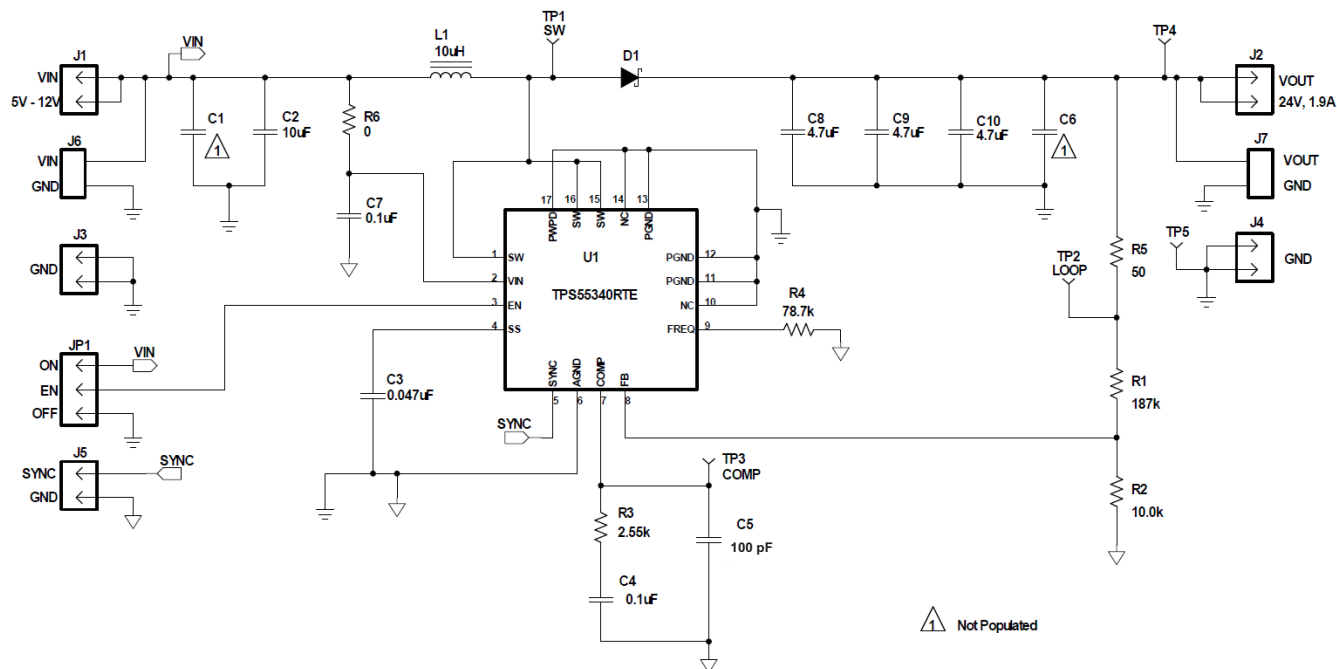 TP1
SW
TP4
VIN
L1
10uH
D1
J1
VIN
5V - 12V
J2
VOUT
24V, 1.9A
C1
1
C2
10uF
R6
0
C8
4.7uF
C9
4.7uF
C10
4.7uF
C6
1
J6
VIN
GND
J7
VOUT
GND
C7
0.1uF
17
16
15
14
13
PWPD
SW
SW
NC
PGND
U1
TPS55340RTE
1
SW
2
VIN
3
EN
4
SS
PGND
12
PGND
11
NC
10
FREQ
9
SYNC
AGND
COMP
FB
5
6
7
8
J3
GND
TP5
J4
GND
TP2
LOOP
R5
50
R4
78.7k
JP1
ON
EN
OFF
VIN
C3
0.047uF
R1
187k
SYNC
J5
SYNC
GND
SYNC
TP3
COMP
R2
10.0k
R3
2.55k
C5
100 pF
C4
0.1uF
1
Not Populated